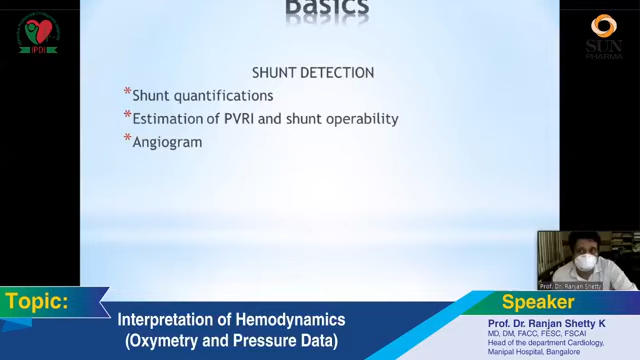 Basics
IPDI
SUN
PHARMA
SHUNT DETECTION
*Shunt quantifications
*Estimation of PVRI and shunt operability
*Angiogram
Prof. Dr. Ranjan Shetty
Topic:
Interpretation of Hemodynamics
(Oxymetry and Pressure Data)
Speaker
Prof. Dr. Ranjan Shetty K
MD, DM, FACC, FESC, FSCAI
Head of the department Cardiology,
Manipal Hospital, Bangalore